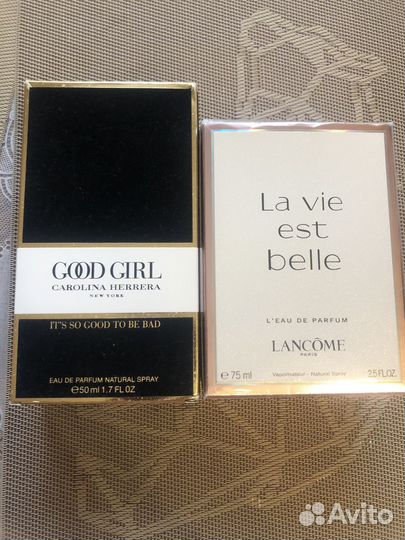 GOOD GIRL
CAROLINA HERRERA
NEW YORK
IT'S SO GOOD TO BE BAD
EAU DE PARFUM NATURAL SPRAY
℮50 ml 1.7 FL OZ
La vie
est
belle
L'EAU DE PARFUM
LANCÔME
PARIS
℮ 75 ml Vaporisateur - Natural Spray 2.5 FL.OZ.
Avito